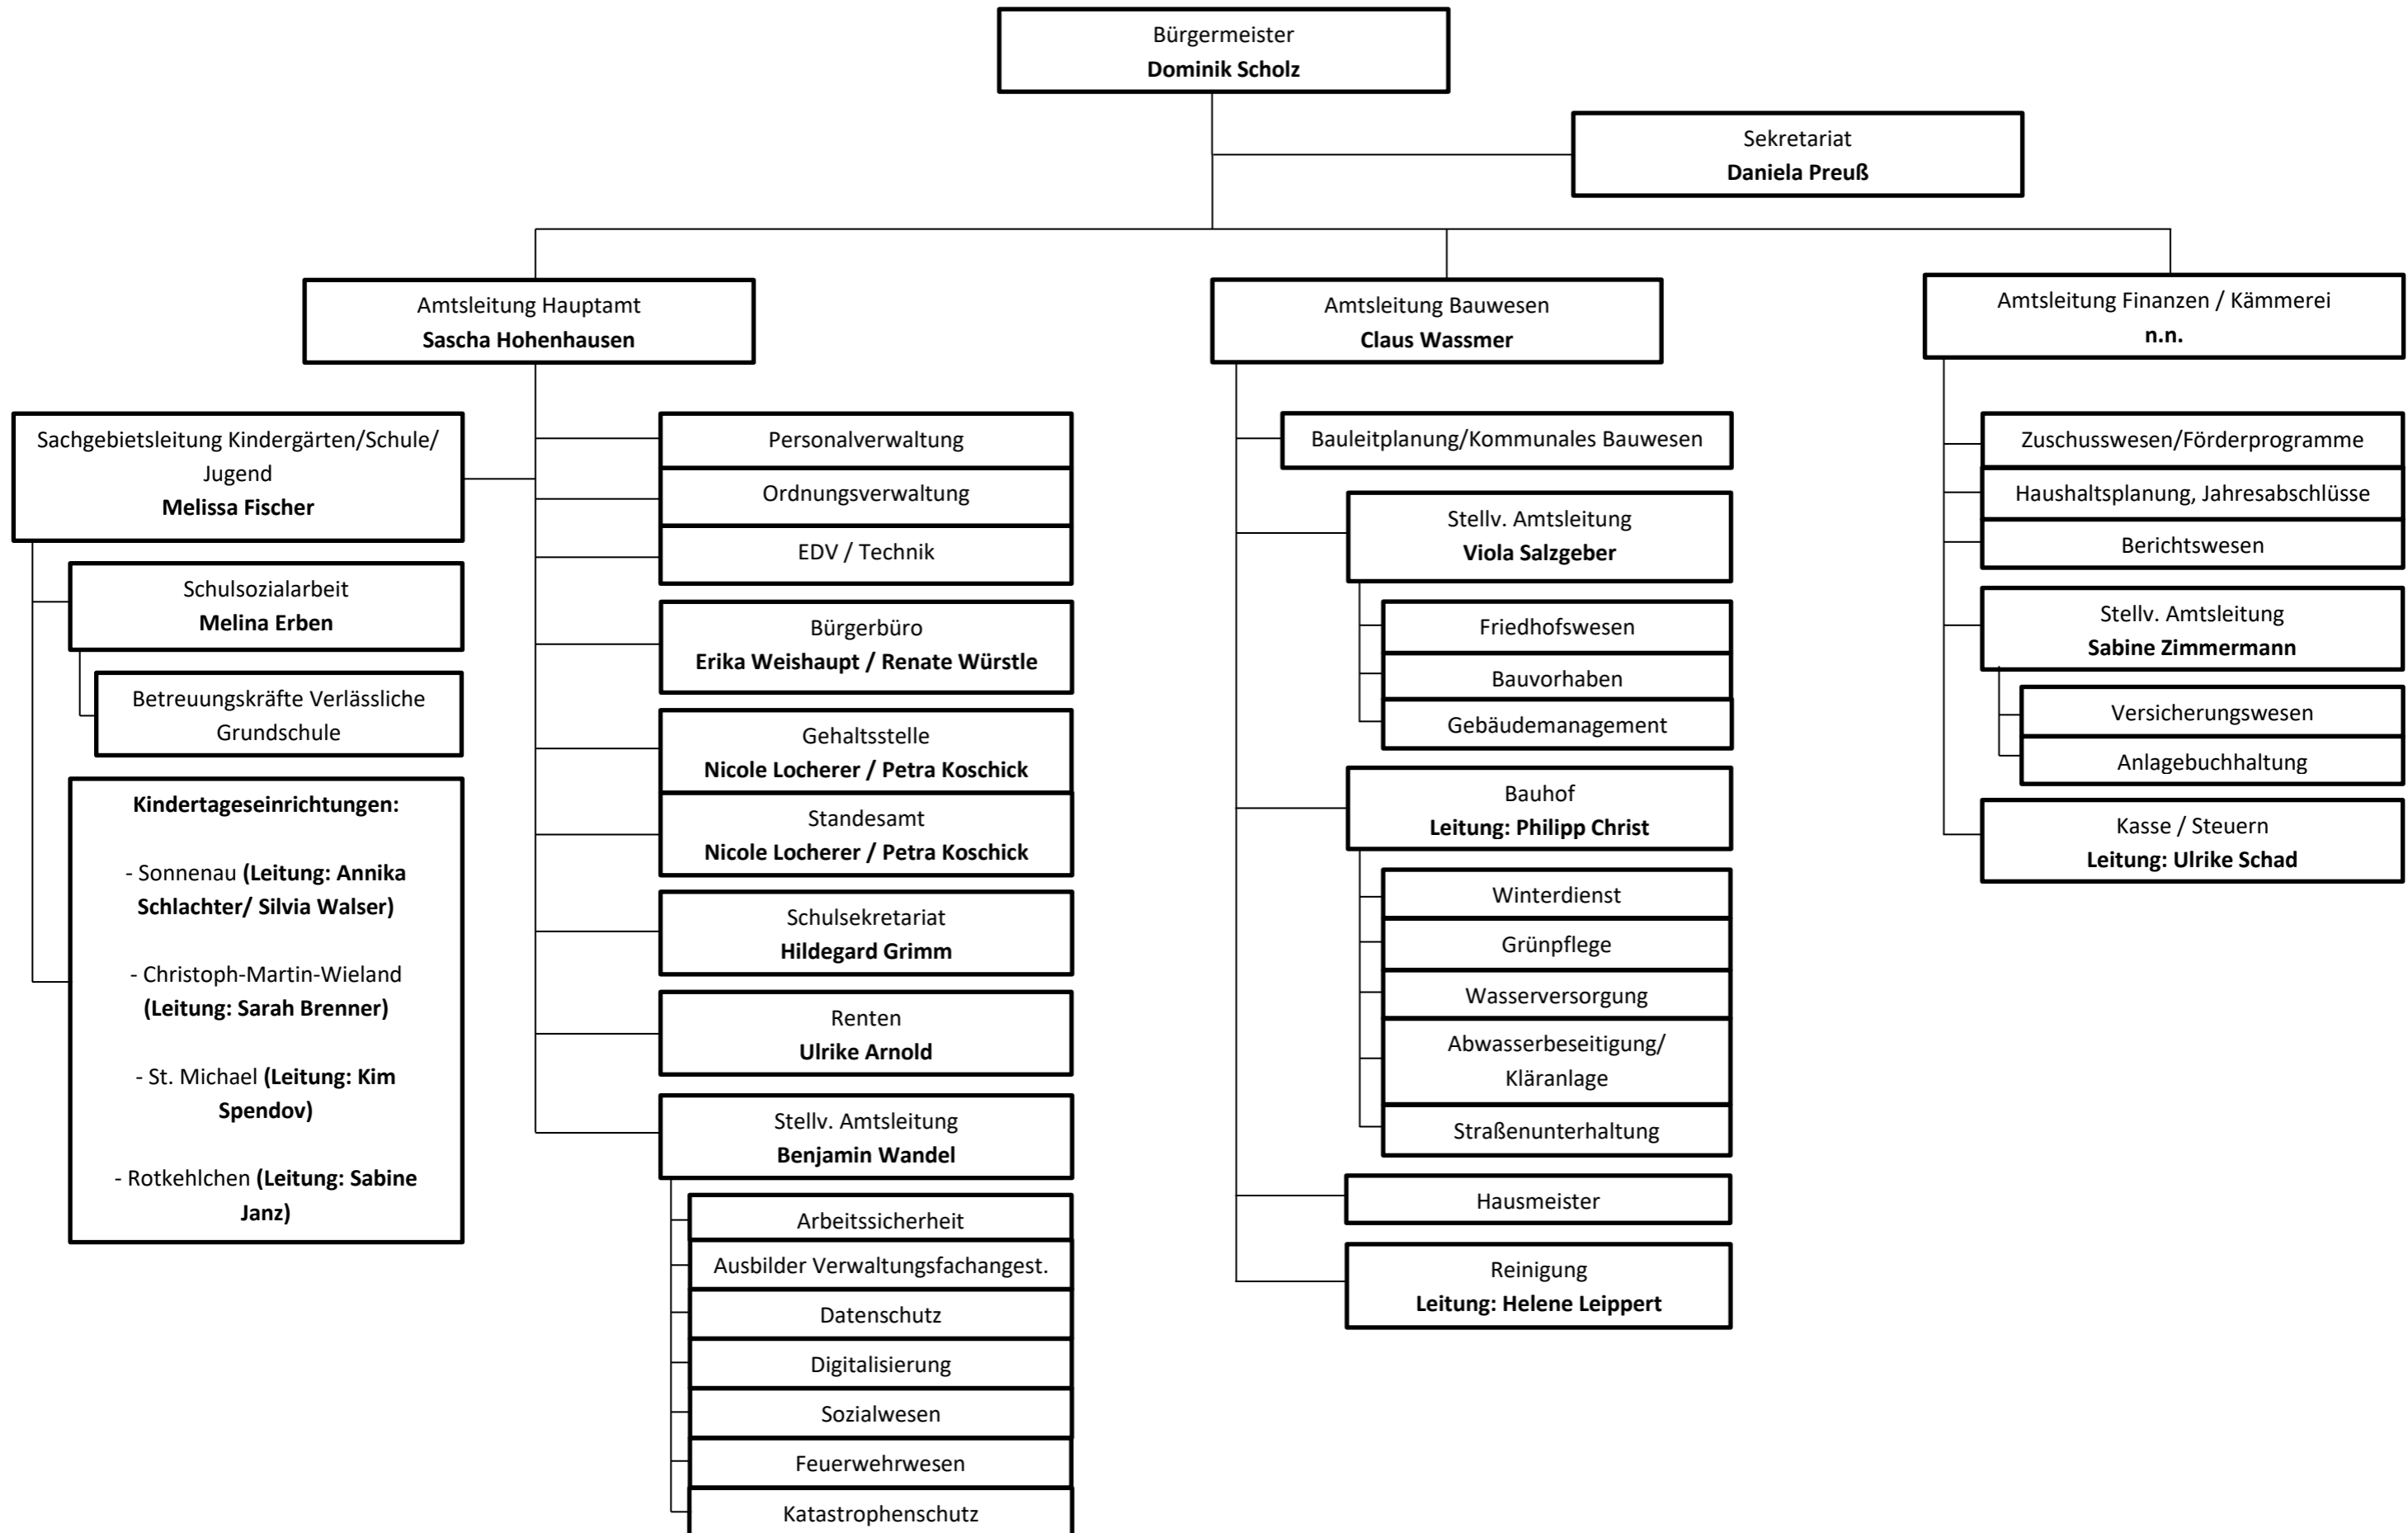 Bürgermeister
Dominik Scholz
Sekretariat
Daniela Preuß
Amtsleitung Hauptamt
Sascha Hohenhausen
Sachgebietsleitung Kindergärten/Schule/
Jugend
Melissa Fischer
Schulsozialarbeit
Melina Erben
Betreuungskräfte Verlässliche
Grundschule
Kindertageseinrichtungen:
- Sonnenau (Leitung: Annika
Schlachter/ Silvia Walser)
- Christoph-Martin-Wieland
(Leitung: Sarah Brenner)
- St. Michael (Leitung: Kim
Spendov)
- Rotkehlchen (Leitung: Sabine
Janz)
Personalverwaltung
Ordnungsverwaltung
EDV / Technik
Bürgerbüro
Erika Weishaupt / Renate Würstle
Gehaltsstelle
Nicole Locherer / Petra Koschick
Standesamt
Nicole Locherer / Petra Koschick
Schulsekretariat
Hildegard Grimm
Renten
Ulrike Arnold
Stellv. Amtsleitung
Benjamin Wandel
Arbeitssicherheit
Ausbilder Verwaltungsfachangest.
Datenschutz
Digitalisierung
Sozialwesen
Feuerwehrwesen
Katastrophenschutz
Amtsleitung Bauwesen
Claus Wassmer
Bauleitplanung/Kommunales Bauwesen
Stellv. Amtsleitung
Viola Salzgeber
Friedhofswesen
Bauvorhaben
Gebäudemanagement
Bauhof
Leitung: Philipp Christ
Winterdienst
Grünpflege
Wasserversorgung
Abwasserbeseitigung/
Kläranlage
Straßenunterhaltung
Hausmeister
Reinigung
Leitung: Helene Leippert
Amtsleitung Finanzen / Kämmerei
n.n.
Zuschusswesen/Förderprogramme
Haushaltsplanung, Jahresabschlüsse
Berichtswesen
Stellv. Amtsleitung
Sabine Zimmermann
Versicherungswesen
Anlagebuchhaltung
Kasse / Steuern
Leitung: Ulrike Schad